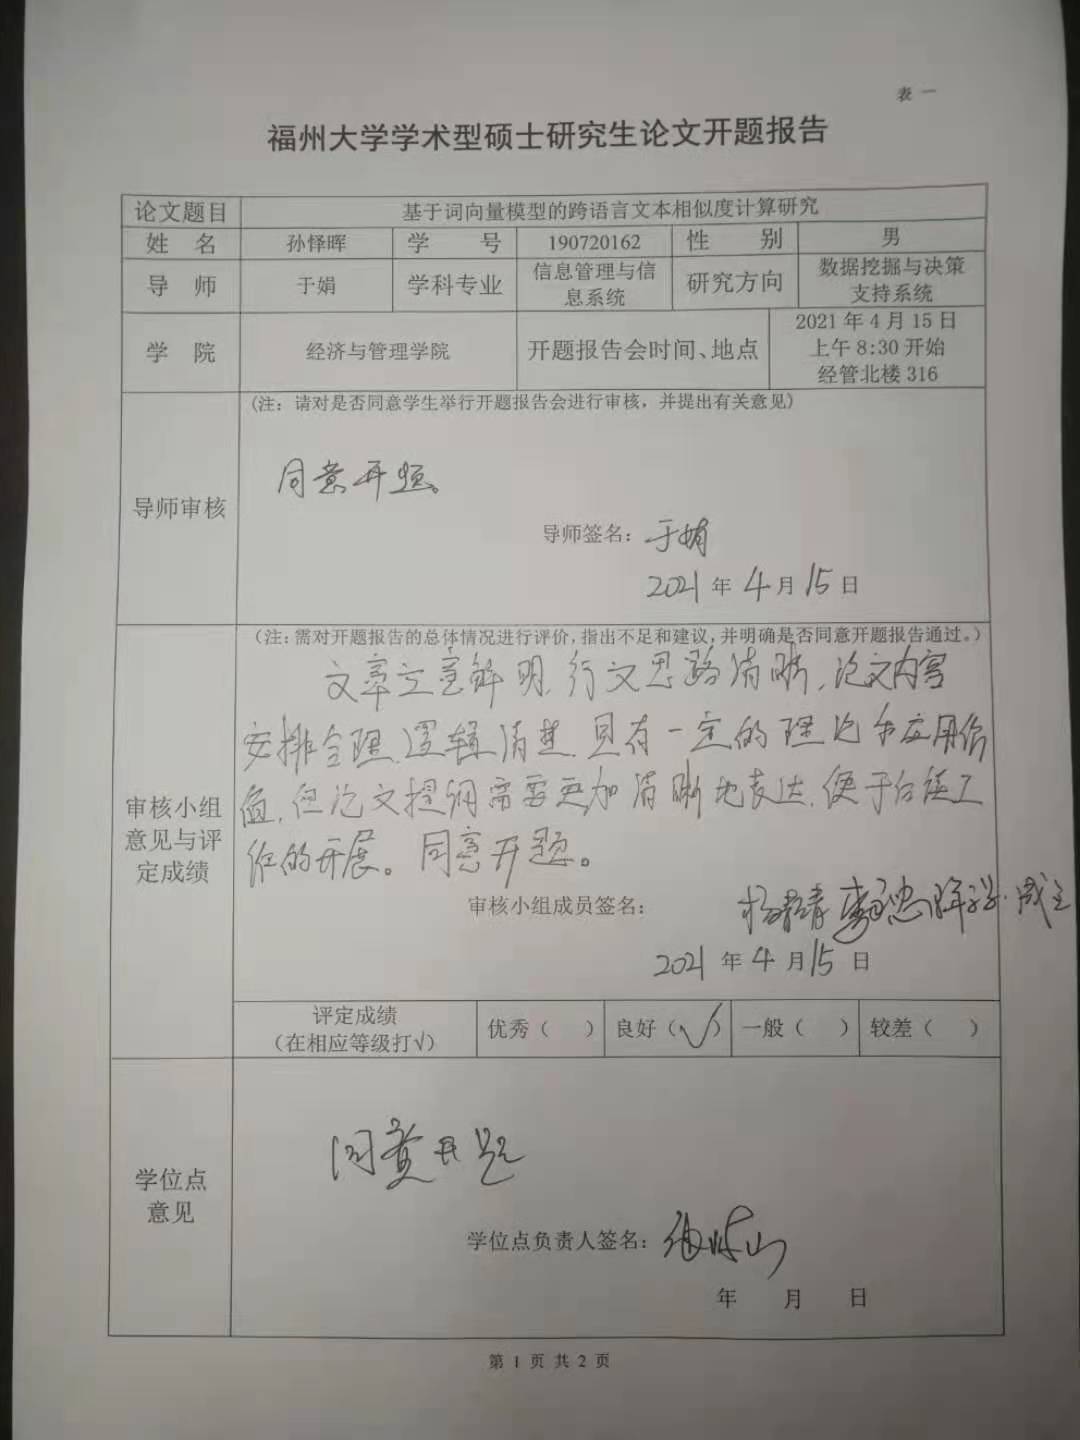 表 一
福州大学学术型硕士研究生论文开题报告
论文题目 基于词向量模型的跨语言文本相似度计算研究
姓 名 孙怿晖 学 号 190720162 性 别 男
导 师 于娟 学科专业 信息管理与信息系统 研究方向 数据挖掘与决策支持系统
学 院 经济与管理学院 开题报告会时间、地点 2021年4月15日
上午8:30开始
经管北楼316
(注：请对是否同意学生举行开题报告会进行审核，并提出有关意见)
导师审核
同意开题。
导师签名：于娟
2021年4月15日
(注：需对开题报告的总体情况进行评价，指出不足和建议，并明确是否同意开题报告通过。)
审核小组
意见与评
定成绩
文章立意鲜明,行文思路清晰,论文内容
安排合理,逻辑清楚,具有一定的理论和应用价
值,但论文提纲需要更加清晰地表达,便于后续工
作的开展。同意开题。
审核小组成员签名：
2021年4月15日
评定成绩
(在相应等级打√)
优秀（ ） 良好（√） 一般（ ） 较差（ ）
学位点
意见
同意开题
学位点负责人签名：
年 月 日
第 1 页 共 2 页